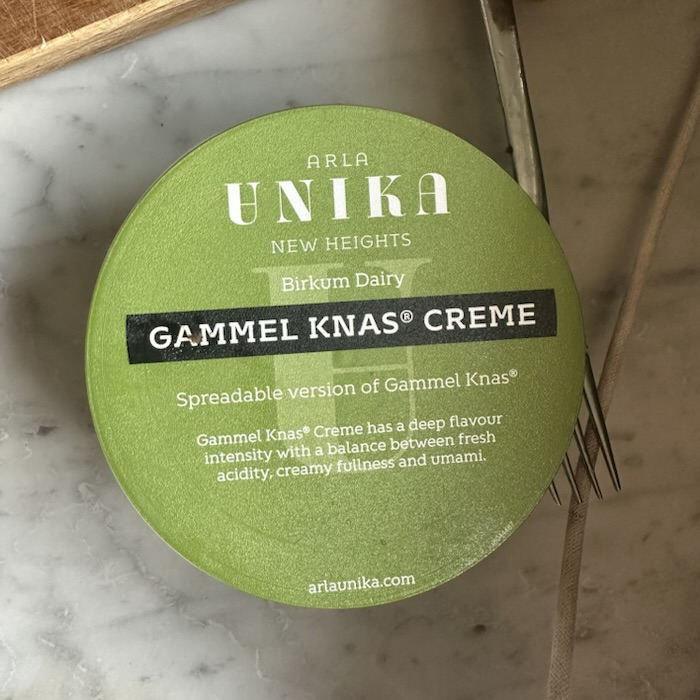 ARLA
UNIKA
NEW HEIGHTS
Birkum Dairy
GAMMEL KNAS® CREME
Spreadable version of Gammel Knas®
Gammel Knas® Creme has a deep flavour
intensity with a balance between fresh
acidity, creamy fullness and umami.
arlaunika.com